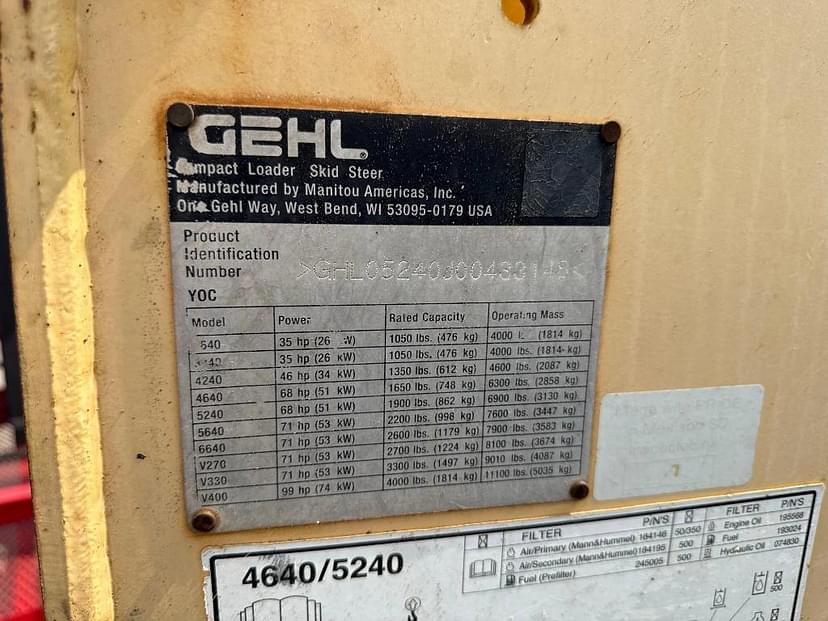 GEHL®
Compact Loader Skid Steer
Manufactured by Manitou Americas, Inc.
One Gehl Way, West Bend, WI 53095-0179 USA
Product
Identification
Number
YOC
Model Power Rated Capacity Operating Mass
35 hp (26 kW) 1050 lbs. (476 kg) 4000 (1814 kg)
35 hp (26 kW) 1050 lbs. (476 kg) 4000 lbs. (1814 kg)
4240 46 hp (34 kW) 1350 lbs. (612 kg) 4600 lbs. (2087 kg)
4640 68 hp (51 kW) 1650 lbs. (748 kg) 6300 lbs. (2858 kg)
5240 68 hp (51 kW) 1900 lbs. (862 kg) 6900 lbs. (3130 kg)
5640 71 hp (53 kW) 2200 lbs. (998 kg) 7600 lbs. (3447 kg)
6640 71 hp (53 kW) 2600 lbs. (1179 kg) 7900 lbs. (3583 kg)
V270 71 hp (53 kW) 2700 lbs. (1224 kg) 8100 lbs. (3674 kg)
V330 71 hp (53 kW) 3300 lbs. (1497 kg) 9010 lbs. (4087 kg)
V400 99 hp (74 kW) 4000 lbs. (1814 kg) 11100 lbs. (5035 kg)
4640/5240
FILTER P/N'S 50/350 FILTER P/N'S
Air/Primary (Mann&Hummel) 184146 500 Engine Oil 195568
Air/Secondary (Mann&Hummel) 184195 500 Fuel 193024
Fuel (Prefilter) 245005 Hydraulic Oil 074830
500